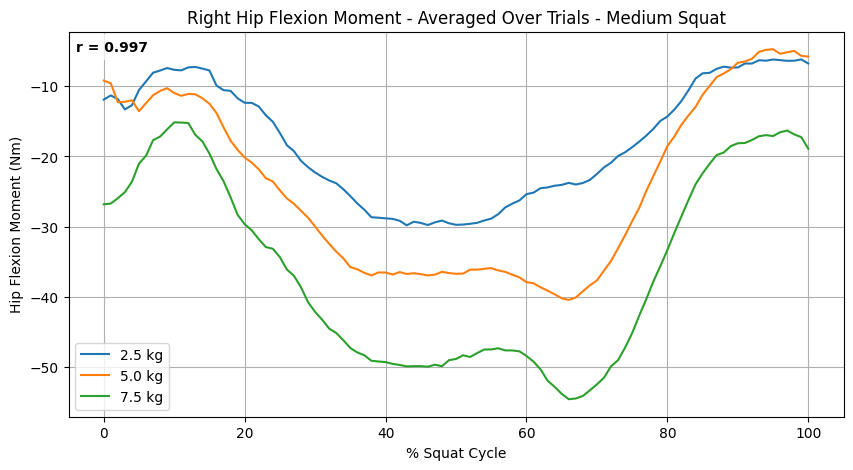 Right Hip Flexion Moment - Averaged Over Trials - Medium Squat
r = 0.997
Hip Flexion Moment (Nm)
−10
−20
−30
−40
−50
2.5 kg
5.0 kg
7.5 kg
0 20 40 60 80 100
% Squat Cycle